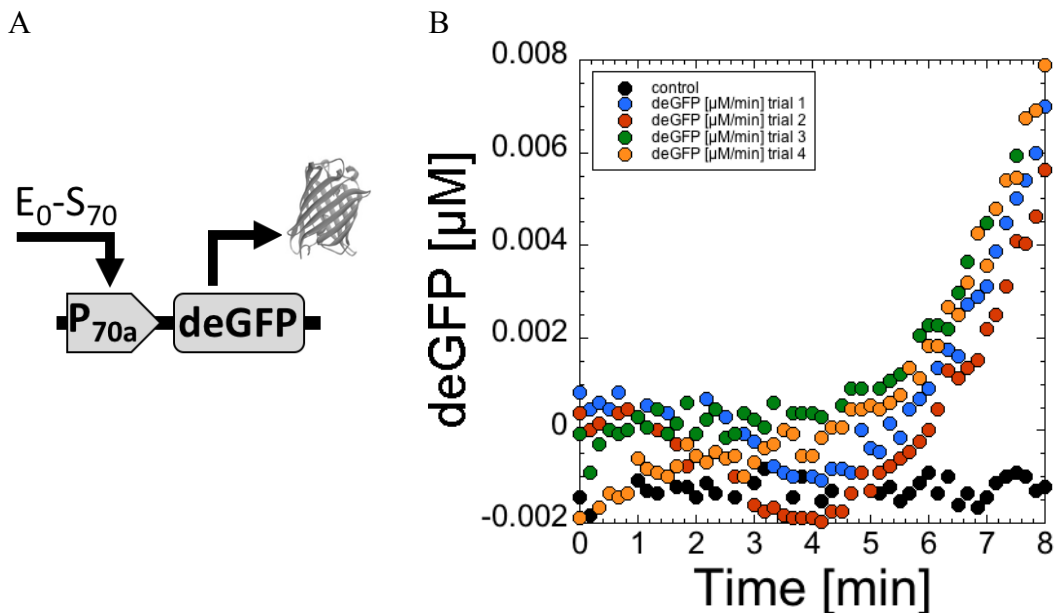 A
E₀-S₇₀
P₇₀ₐ
deGFP
B
0.008
0.006
0.004
0.002
0
-0.002
deGFP [µM]
control
deGFP [µM/min] trial 1
deGFP [µM/min] trial 2
deGFP [µM/min] trial 3
deGFP [µM/min] trial 4
0 1 2 3 4 5 6 7 8
Time [min]